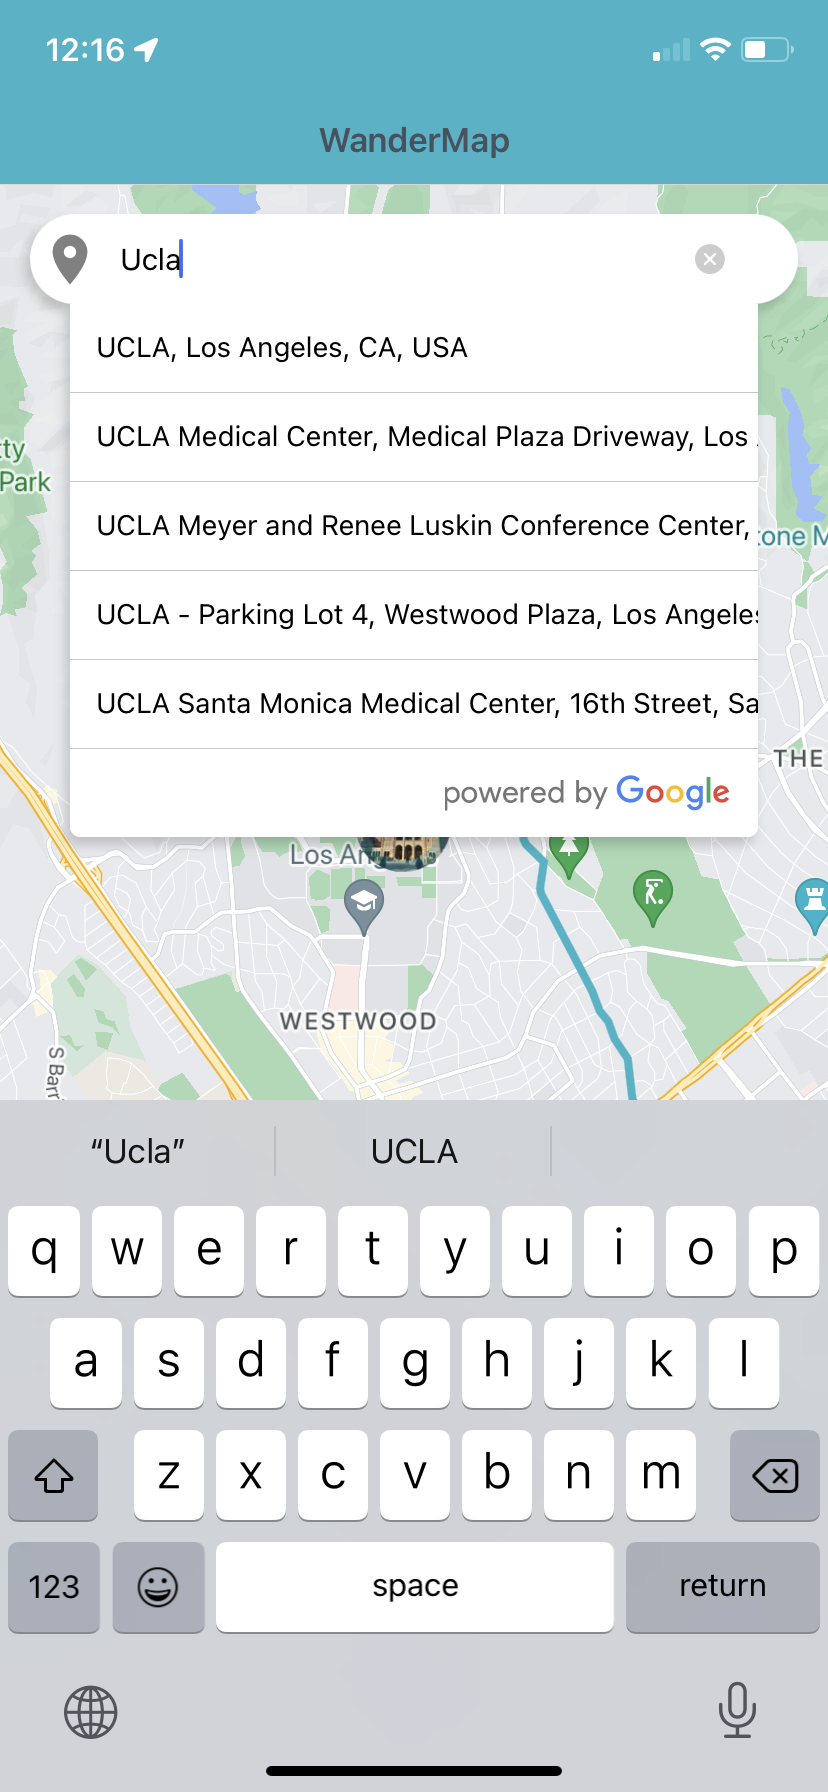 12:16
WanderMap
Ucla
UCLA, Los Angeles, CA, USA
UCLA Medical Center, Medical Plaza Driveway, Los
UCLA Meyer and Renee Luskin Conference Center,
UCLA - Parking Lot 4, Westwood Plaza, Los Angeles
UCLA Santa Monica Medical Center, 16th Street, Sa
powered by Google
ty
Park
tone M
THE
Los Angeles
WESTWOOD
S Barr
“Ucla”
UCLA
q w e r t y u i o p
a s d f g h j k l
z x c v b n m
123
space
return